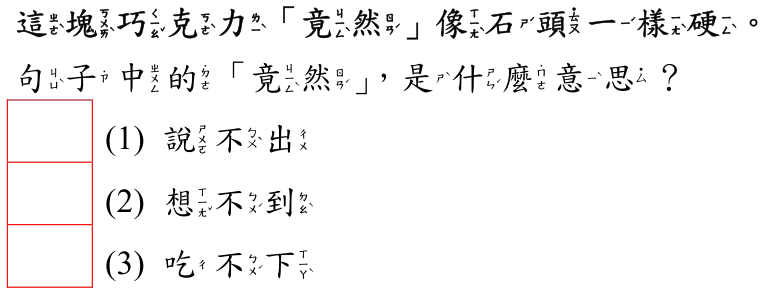 這塊巧克力「竟然」像石頭一樣硬。
句子中的「竟然」，是什麼意思？
(1) 說不出
(2) 想不到
(3) 吃不下